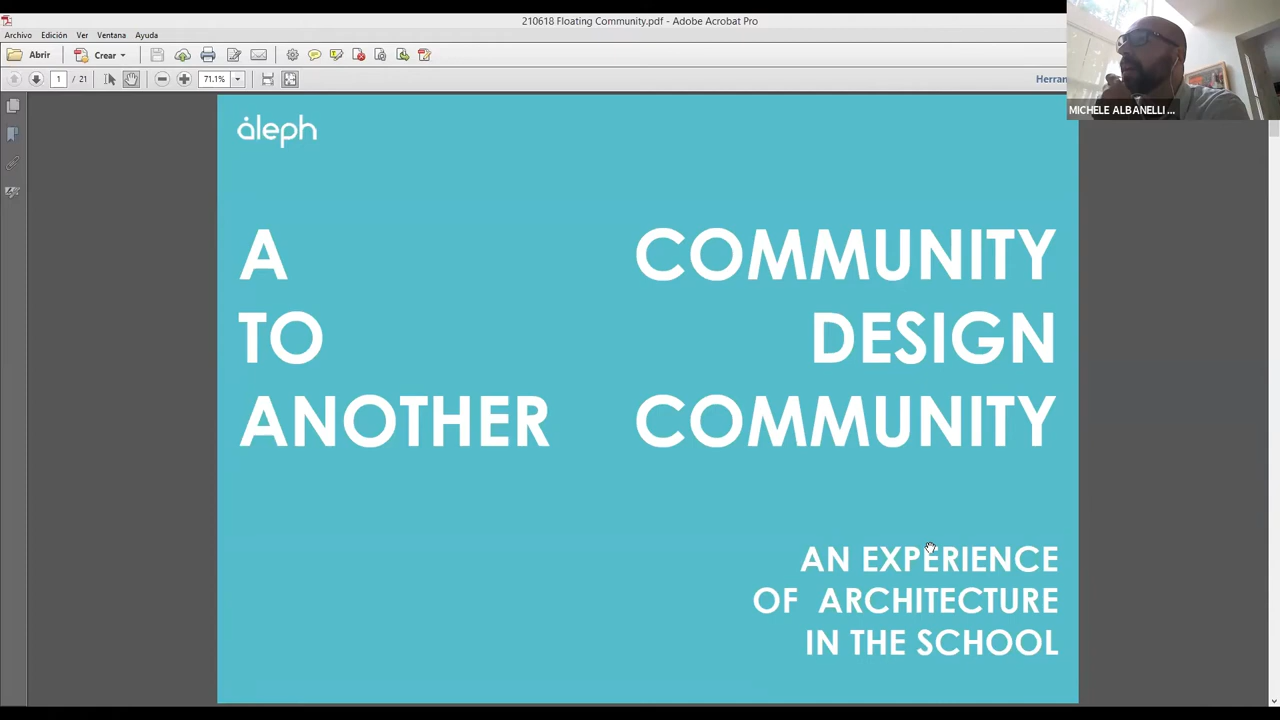 210618 Floating Community.pdf - Adobe Acrobat Pro
Archivo Edición Ver Ventana Ayuda
Abrir Crear
1 / 21 71.1% Herran
MICHELE ALBANELLI ...
àleph
A COMMUNITY
TO DESIGN
ANOTHER COMMUNITY
AN EXPERIENCE
OF ARCHITECTURE
IN THE SCHOOL